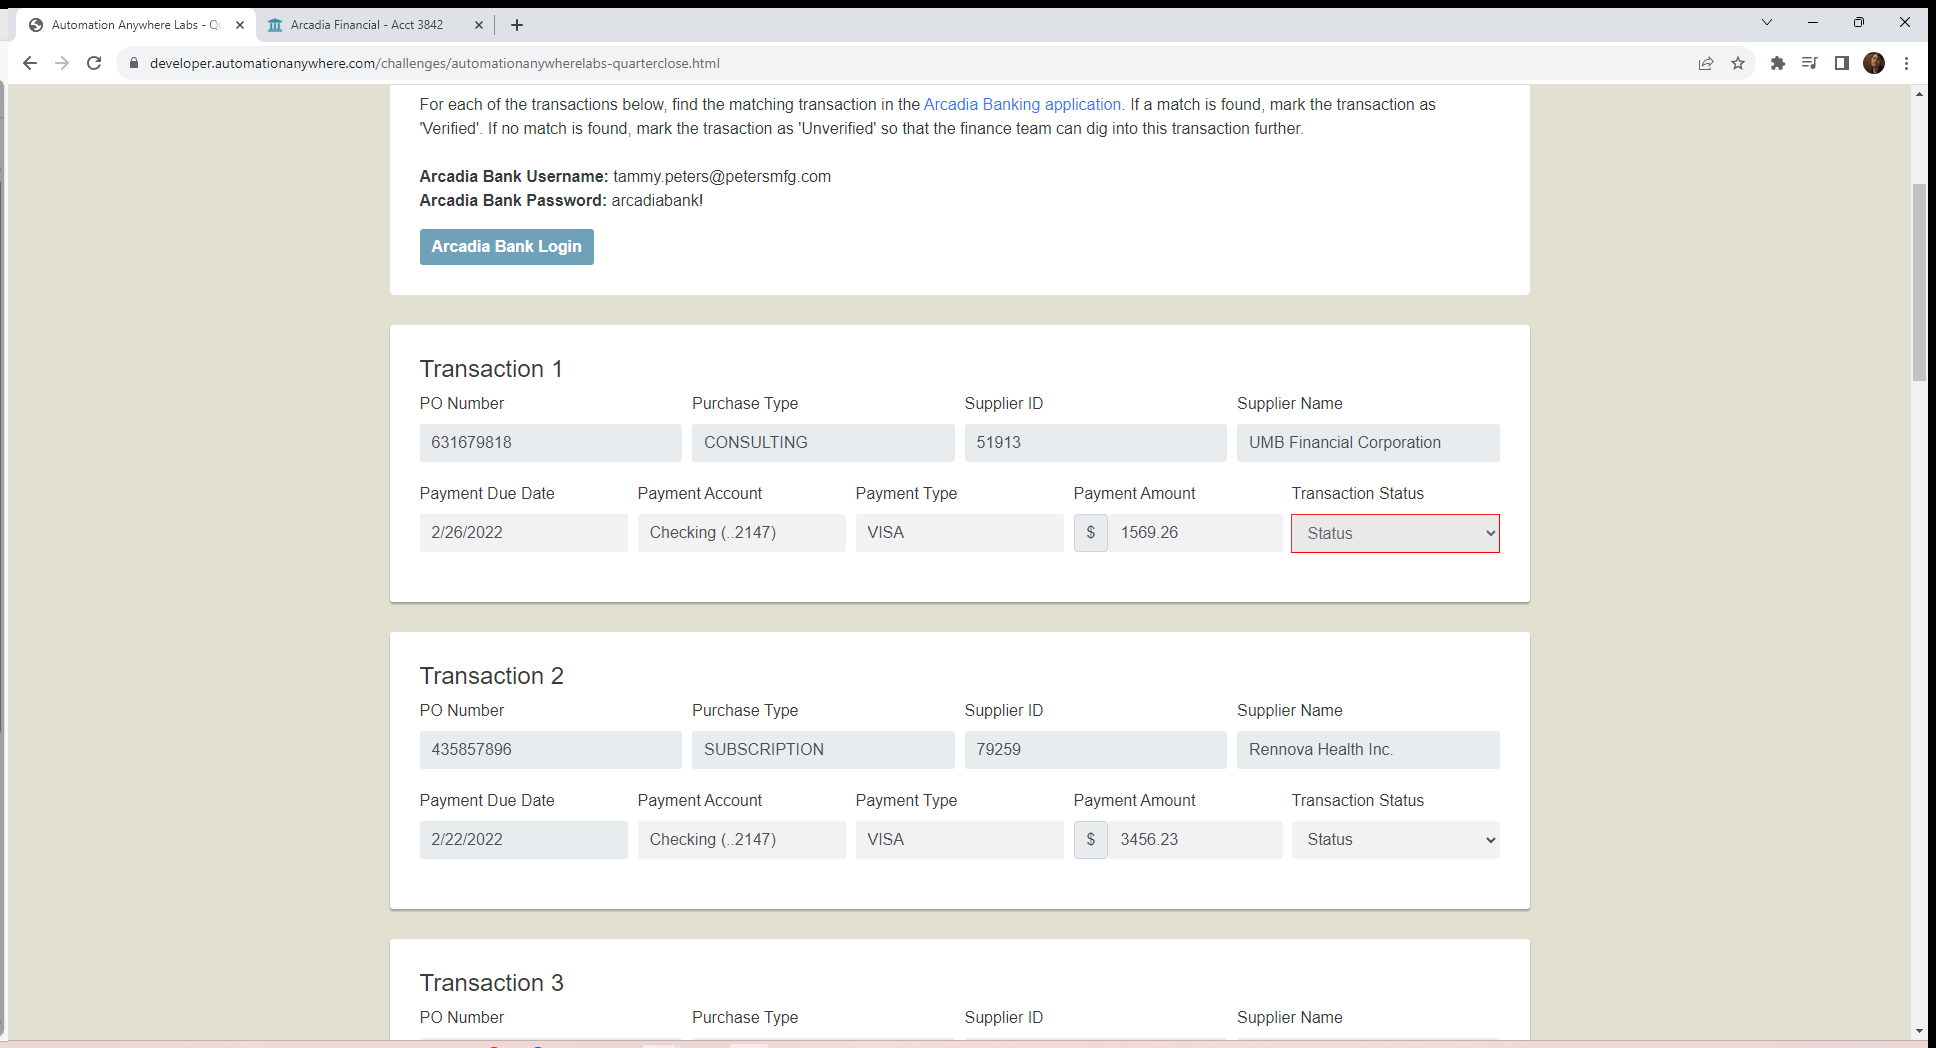 Automation Anywhere Labs - Q
Arcadia Financial - Acct 3842
developer.automationanywhere.com/challenges/automationanywherelabs-quarterclose.html
For each of the transactions below, find the matching transaction in the Arcadia Banking application. If a match is found, mark the transaction as
'Verified'. If no match is found, mark the trasaction as 'Unverified' so that the finance team can dig into this transaction further.
Arcadia Bank Username: tammy.peters@petersmfg.com
Arcadia Bank Password: arcadiabank!
Arcadia Bank Login
Transaction 1
PO Number Purchase Type Supplier ID Supplier Name
631679818 CONSULTING 51913 UMB Financial Corporation
Payment Due Date Payment Account Payment Type Payment Amount Transaction Status
2/26/2022 Checking (..2147) VISA $ 1569.26 Status
Transaction 2
PO Number Purchase Type Supplier ID Supplier Name
435857896 SUBSCRIPTION 79259 Rennova Health Inc.
Payment Due Date Payment Account Payment Type Payment Amount Transaction Status
2/22/2022 Checking (..2147) VISA $ 3456.23 Status
Transaction 3
PO Number Purchase Type Supplier ID Supplier Name